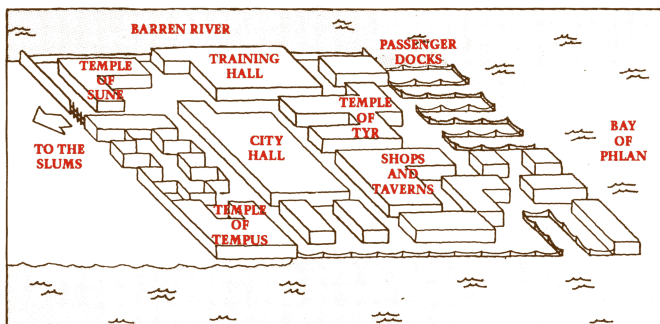 BARREN RIVER
TRAINING
HALL
PASSENGER
DOCKS
TEMPLE
OF
SUNE
TEMPLE
OF
TYR
TO THE
SLUMS
CITY
HALL
SHOPS
AND
TAVERNS
BAY
OF
PHLAN
TEMPLE
OF
TEMPUS